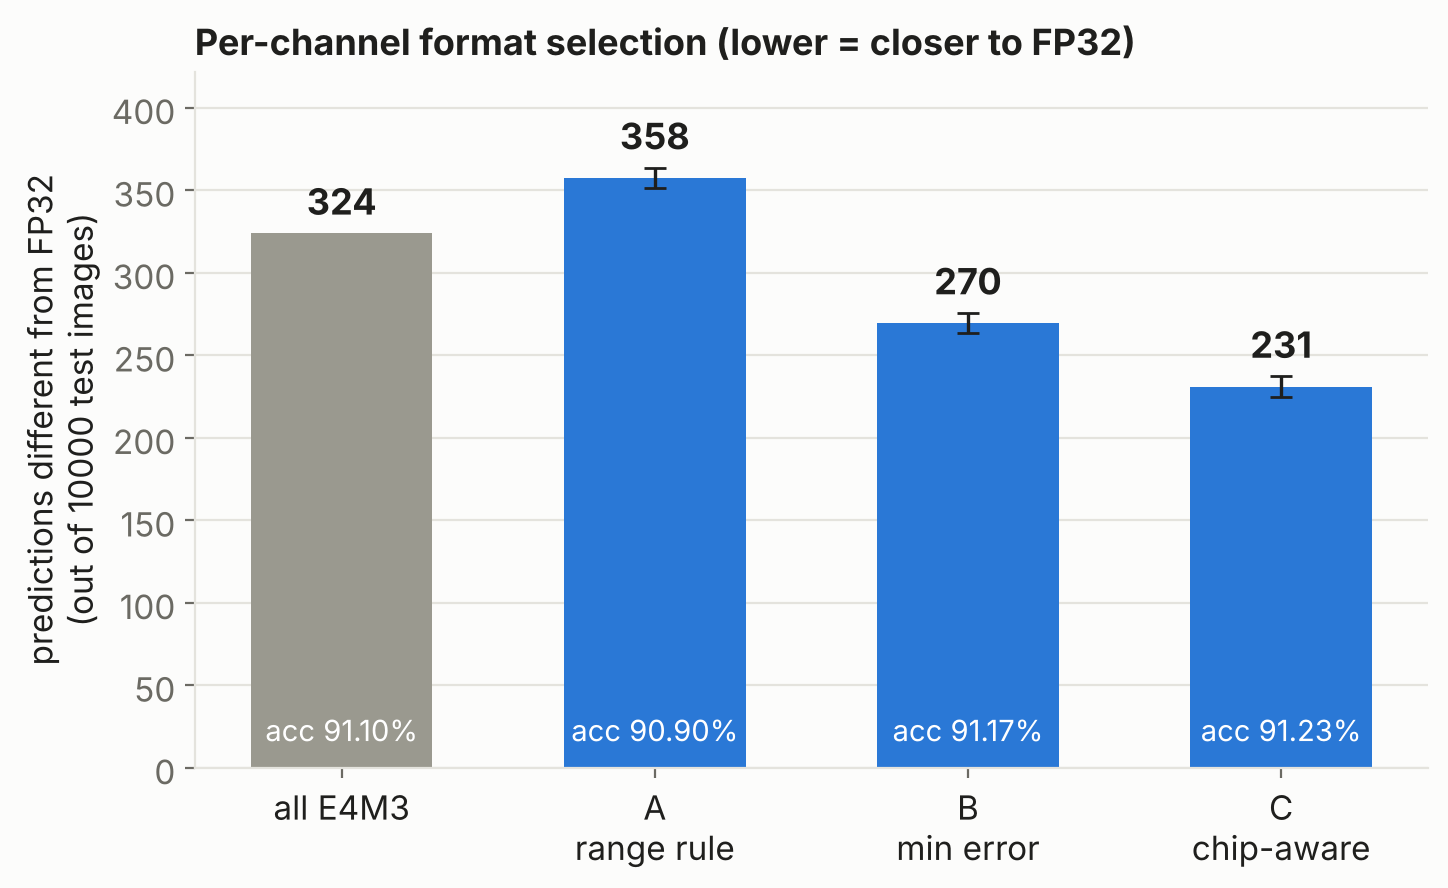 Per-channel format selection (lower = closer to FP32)
predictions different from FP32
(out of 10000 test images)
400
350
300
250
200
150
100
50
0
324
358
270
231
acc 91.10%
acc 90.90%
acc 91.17%
acc 91.23%
all E4M3
A
range rule
B
min error
C
chip-aware